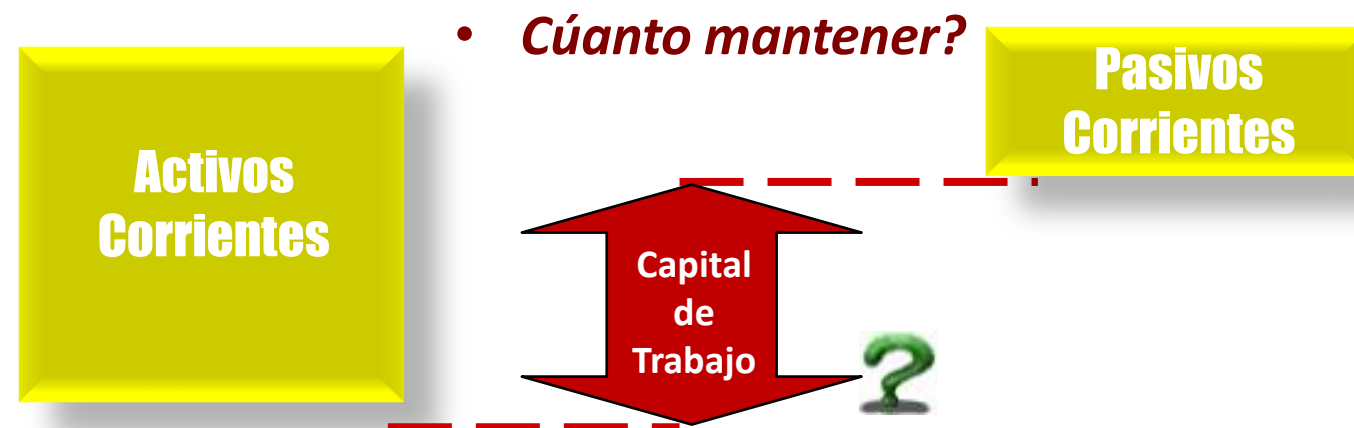 • Cúanto mantener?
Activos
Corrientes
Pasivos
Corrientes
Capital
de
Trabajo
?